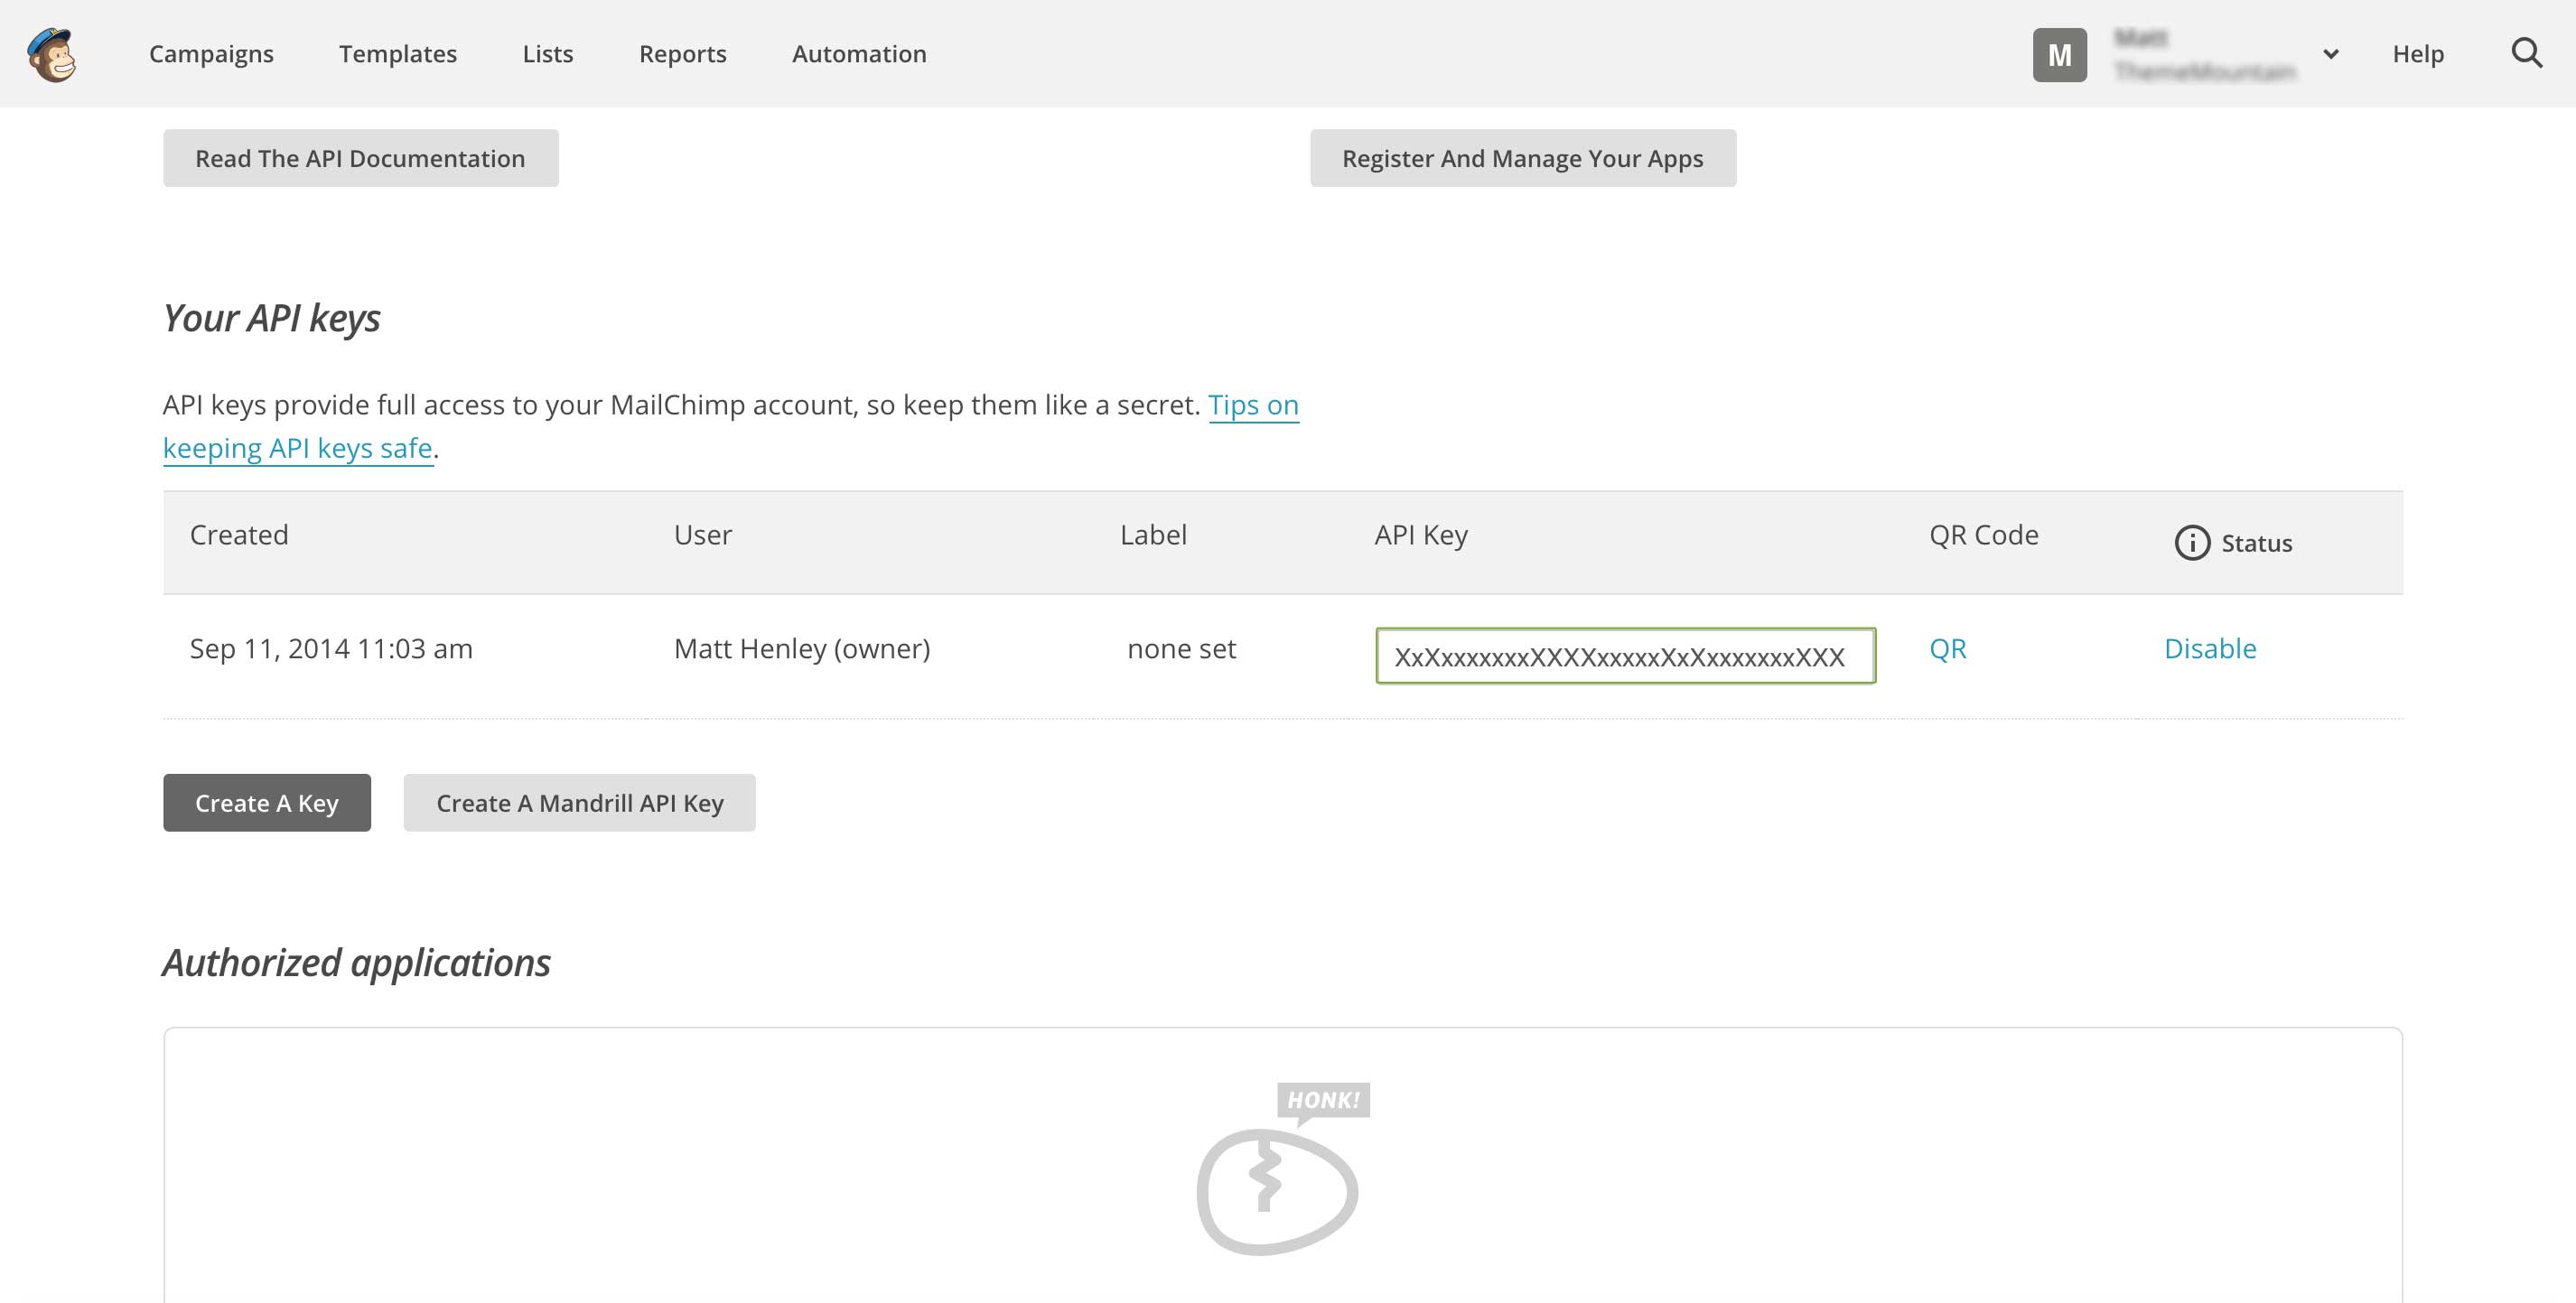 Campaigns Templates Lists Reports Automation M Matt Help
ThemeMountain
Read The API Documentation Register And Manage Your Apps
Your API keys
API keys provide full access to your MailChimp account, so keep them like a secret. Tips on
keeping API keys safe.
Created User Label API Key QR Code Status
Sep 11, 2014 11:03 am Matt Henley (owner) none set XxXxxxxxxxXXXXxxxxxXxXxxxxxxxXXX QR Disable
Create A Key Create A Mandrill API Key
Authorized applications
HONK!